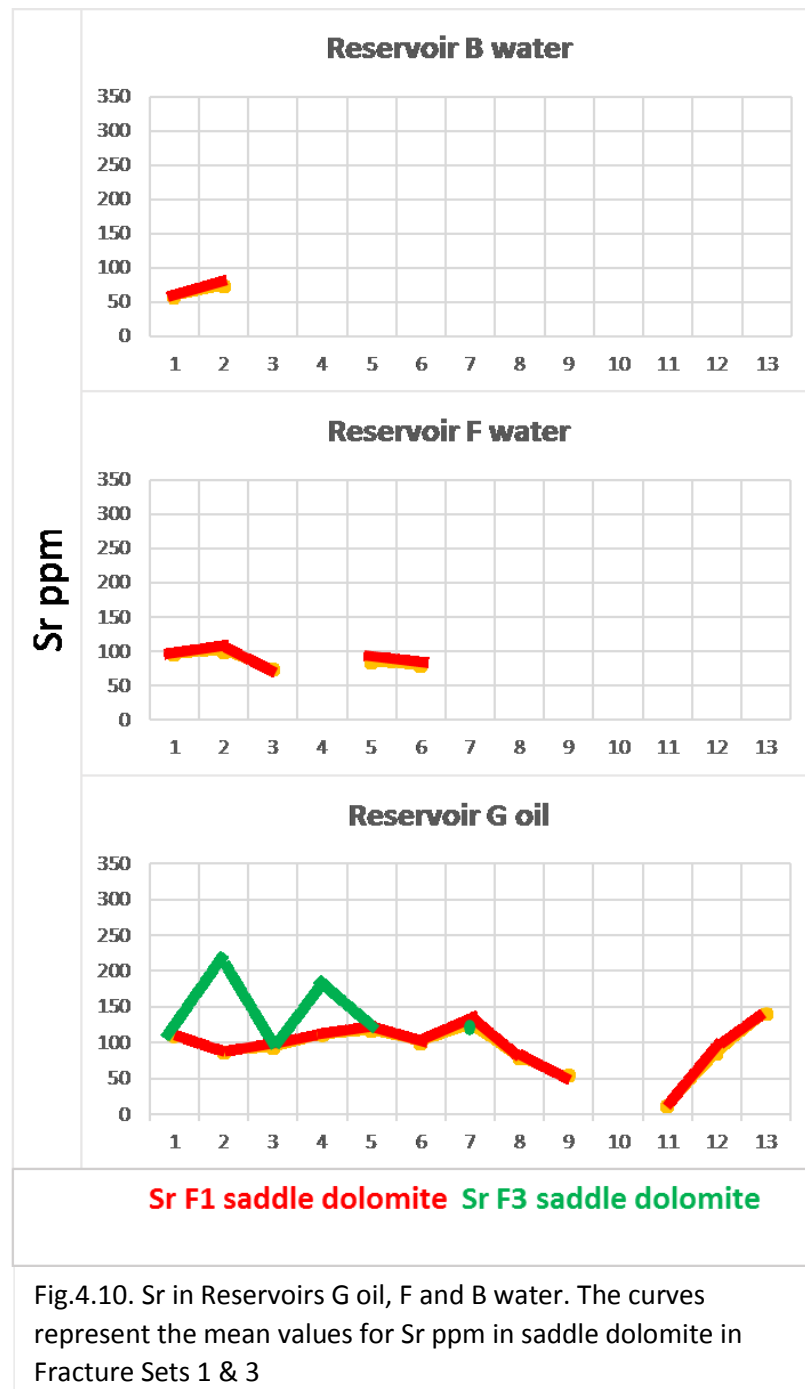 Reservoir B water
350
300
250
200
150
100
50
0
1 2 3 4 5 6 7 8 9 10 11 12 13
Reservoir F water
350
300
250
200
150
100
50
0
1 2 3 4 5 6 7 8 9 10 11 12 13
Sr ppm
Reservoir G oil
350
300
250
200
150
100
50
0
1 2 3 4 5 6 7 8 9 10 11 12 13
Sr F1 saddle dolomite Sr F3 saddle dolomite
Fig.4.10. Sr in Reservoirs G oil, F and B water. The curves
represent the mean values for Sr ppm in saddle dolomite in
Fracture Sets 1 & 3